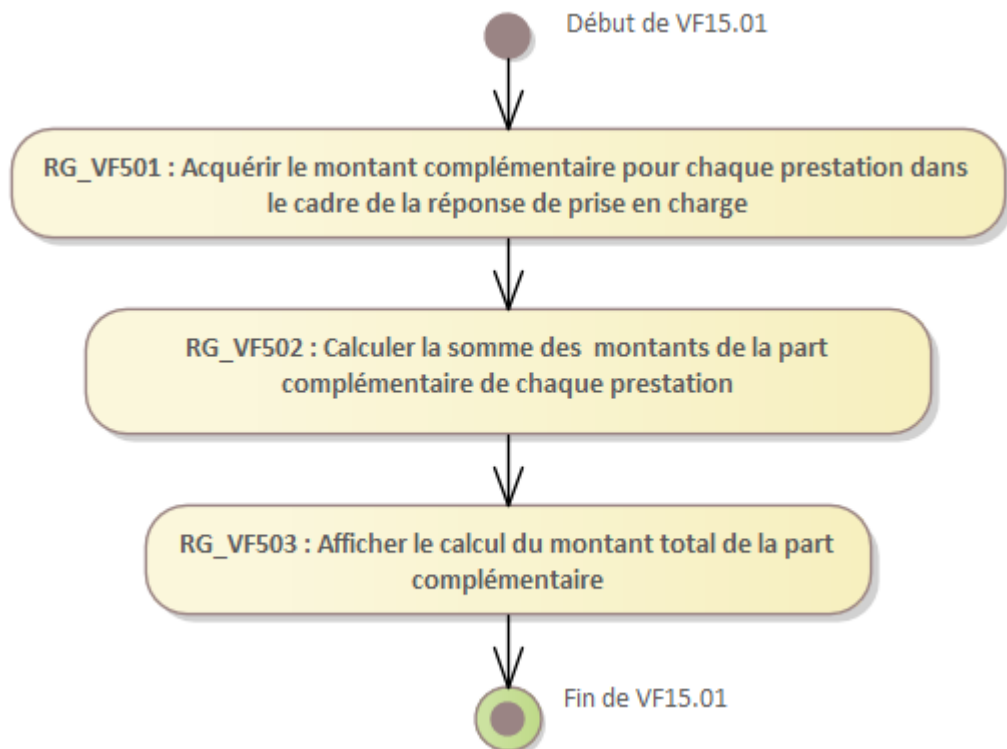 Début de VF15.01
RG_VF501 : Acquérir le montant complémentaire pour chaque prestation dans
le cadre de la réponse de prise en charge
RG_VF502 : Calculer la somme des  montants de la part
complémentaire de chaque prestation
RG_VF503 : Afficher le calcul du montant total de la part
complémentaire
Fin de VF15.01